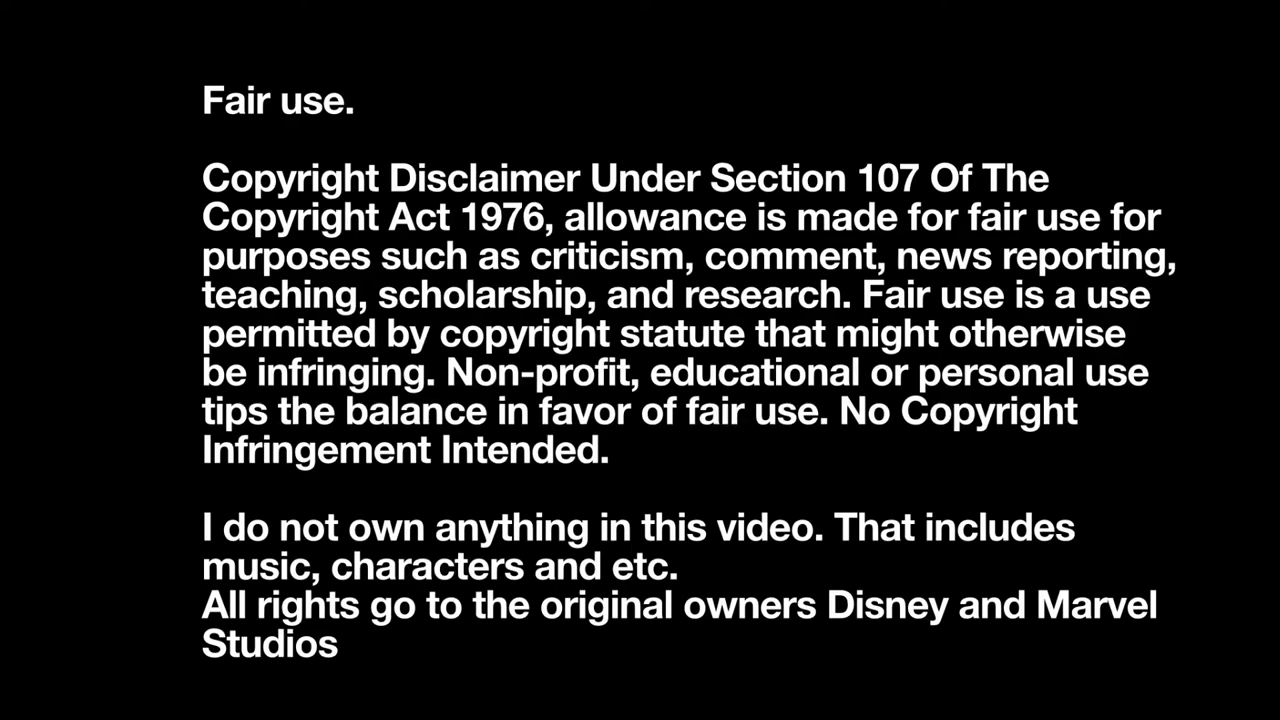 Fair use.
Copyright Disclaimer Under Section 107 Of The
Copyright Act 1976, allowance is made for fair use for
purposes such as criticism, comment, news reporting,
teaching, scholarship, and research. Fair use is a use
permitted by copyright statute that might otherwise
be infringing. Non-profit, educational or personal use
tips the balance in favor of fair use. No Copyright
Infringement Intended.
I do not own anything in this video. That includes
music, characters and etc.
All rights go to the original owners Disney and Marvel
Studios